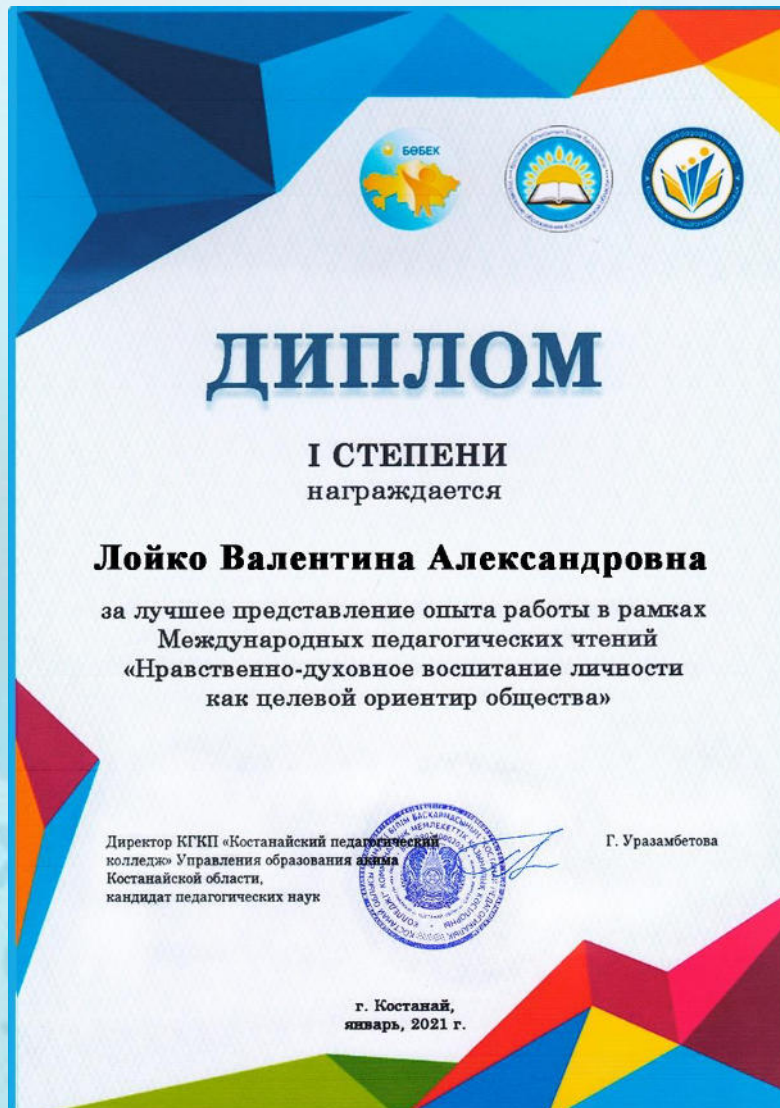 БӨБЕК
ДИПЛОМ
I СТЕПЕНИ
награждается
Лойко Валентина Александровна
за лучшее представление опыта работы в рамках
Международных педагогических чтений
«Нравственно-духовное воспитание личности
как целевой ориентир общества»
Директор КГКП «Костанайский педагогический
колледж» Управления образования акима
Костанайской области,
кандидат педагогических наук
Г. Уразамбетова
г. Костанай,
январь, 2021 г.